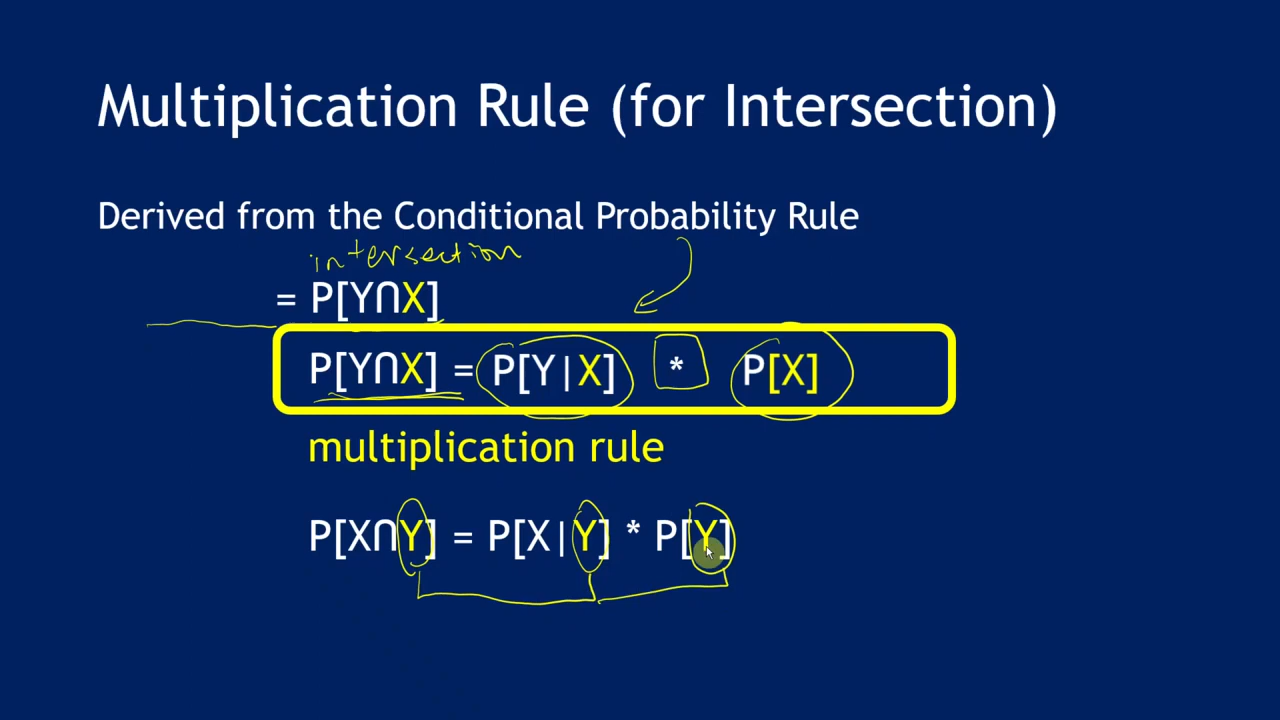 Multiplication Rule (for Intersection)
Derived from the Conditional Probability Rule
intersection
= P[Y∩X]
P[Y∩X] = P[Y|X] * P[X]
multiplication rule
P[X∩Y] = P[X|Y] * P[Y]